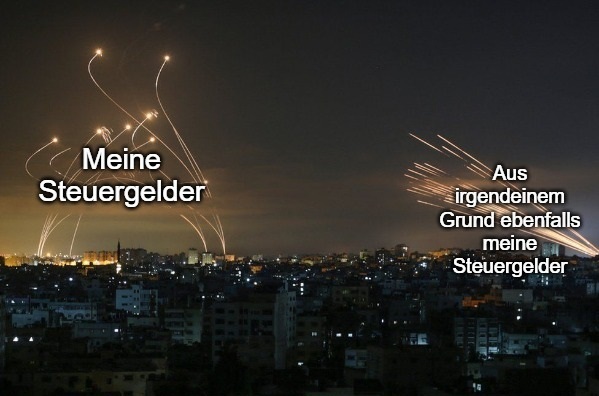 Meine
Steuergelder
Aus
irgendeinem
Grund ebenfalls
meine
Steuergelder